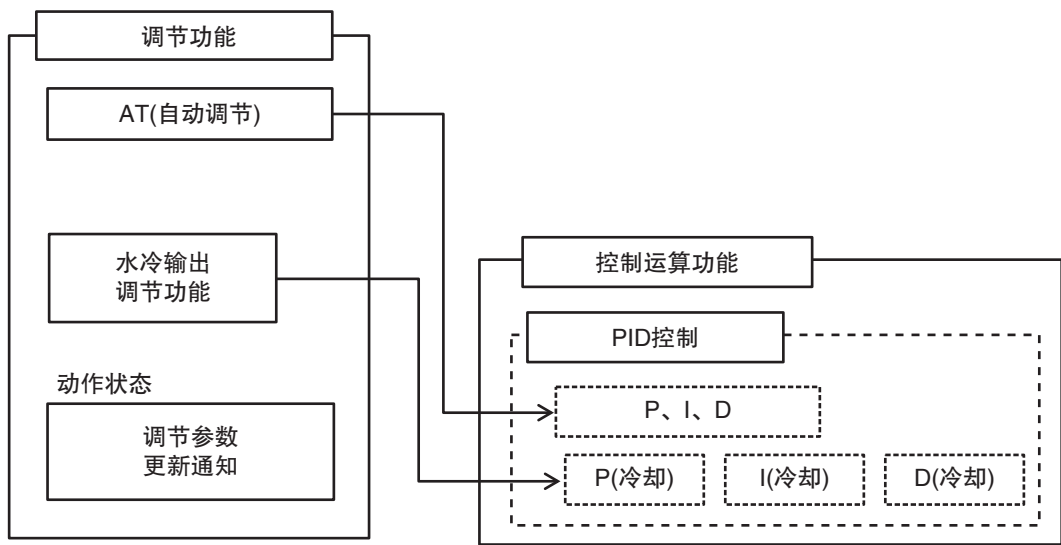 调节功能
AT(自动调节)
水冷输出
调节功能
动作状态
调节参数
更新通知
控制运算功能
PID控制
P、I、D
P(冷却)
I(冷却)
D(冷却)